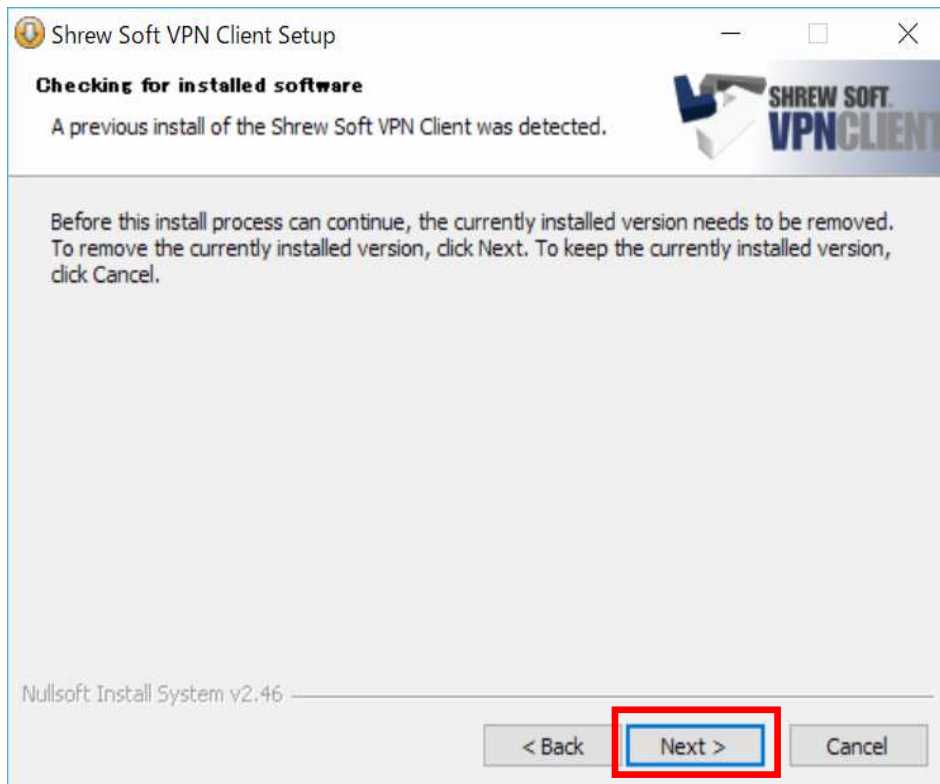 Shrew Soft VPN Client Setup
Checking for installed software
A previous install of the Shrew Soft VPN Client was detected.
SHREW SOFT
VPNCLIENT
Before this install process can continue, the currently installed version needs to be removed.
To remove the currently installed version, click Next. To keep the currently installed version,
click Cancel.
Nullsoft Install System v2.46
< Back
Next >
Cancel